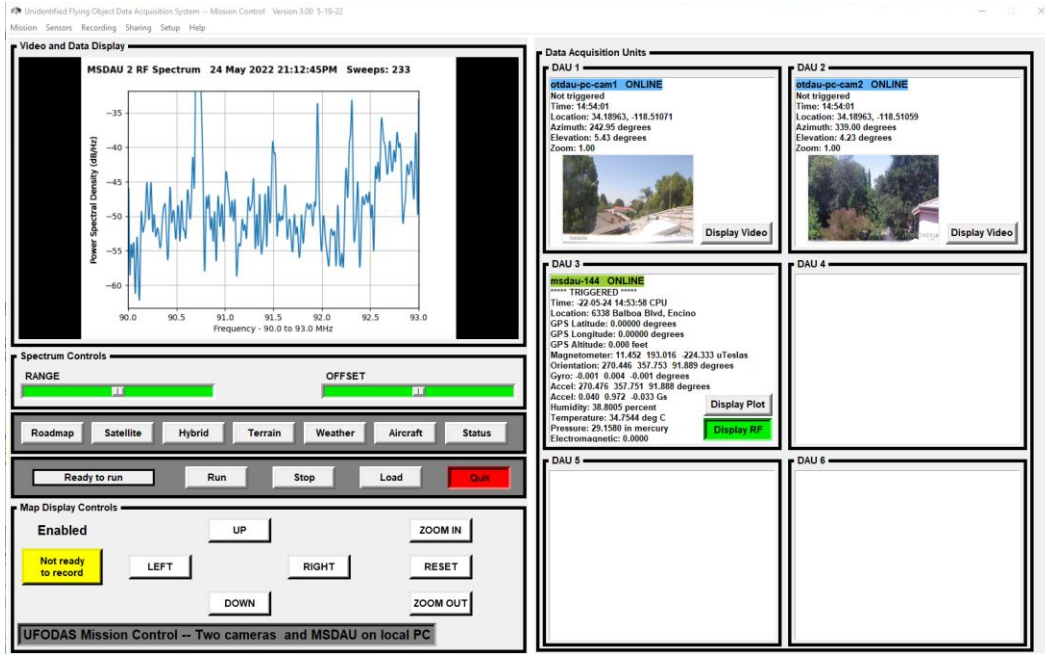 Unidentified Flying Object Data Acquisition System -- Mission Control Version 3.00 5-19-22
Mission Sensors Recording Sharing Setup Help
Video and Data Display
MSDAU 2 RF Spectrum 24 May 2022 21:12:45PM Sweeps: 233
Power Spectral Density (dB/Hz)
−35
−40
−45
−50
−55
−60
90.0 90.5 91.0 91.5 92.0 92.5 93.0
Frequency - 90.0 to 93.0 MHz
Spectrum Controls
RANGE OFFSET
Roadmap Satellite Hybrid Terrain Weather Aircraft Status
Ready to run Run Stop Load Quit
Map Display Controls
Enabled UP ZOOM IN
Not ready
to record
LEFT RIGHT RESET
DOWN ZOOM OUT
UFODAS Mission Control -- Two cameras and MSDAU on local PC
Data Acquisition Units
DAU 1
otdau-pc-cam1 ONLINE
Not triggered
Time: 14:54:01
Location: 34.18963, -118.51071
Azimuth: 242.95 degrees
Elevation: 5.43 degrees
Zoom: 1.00
Display Video
DAU 2
otdau-pc-cam2 ONLINE
Not triggered
Time: 14:54:01
Location: 34.18963, -118.51059
Azimuth: 339.00 degrees
Elevation: 4.23 degrees
Zoom: 1.00
Display Video
DAU 3
msdau-144 ONLINE
***** TRIGGERED *****
Time: -22-05-24 14:53:58 CPU
Location: 6338 Balboa Blvd, Encino
GPS Latitude: 0.00000 degrees
GPS Longitude: 0.00000 degrees
GPS Altitude: 0.000 feet
Magnetometer: 11.452 193.016 -224.333 uTeslas
Orientation: 270.446 357.753 91.889 degrees
Gyro: -0.001 0.004 -0.001 degrees
Accel: 270.476 357.751 91.888 degrees
Accel: 0.040 0.972 -0.033 Gs
Humidity: 38.8005 percent
Temperature: 34.7544 deg C
Pressure: 29.1580 in mercury
Electromagnetic: 0.0000
Display Plot
Display RF
DAU 4
DAU 5
DAU 6